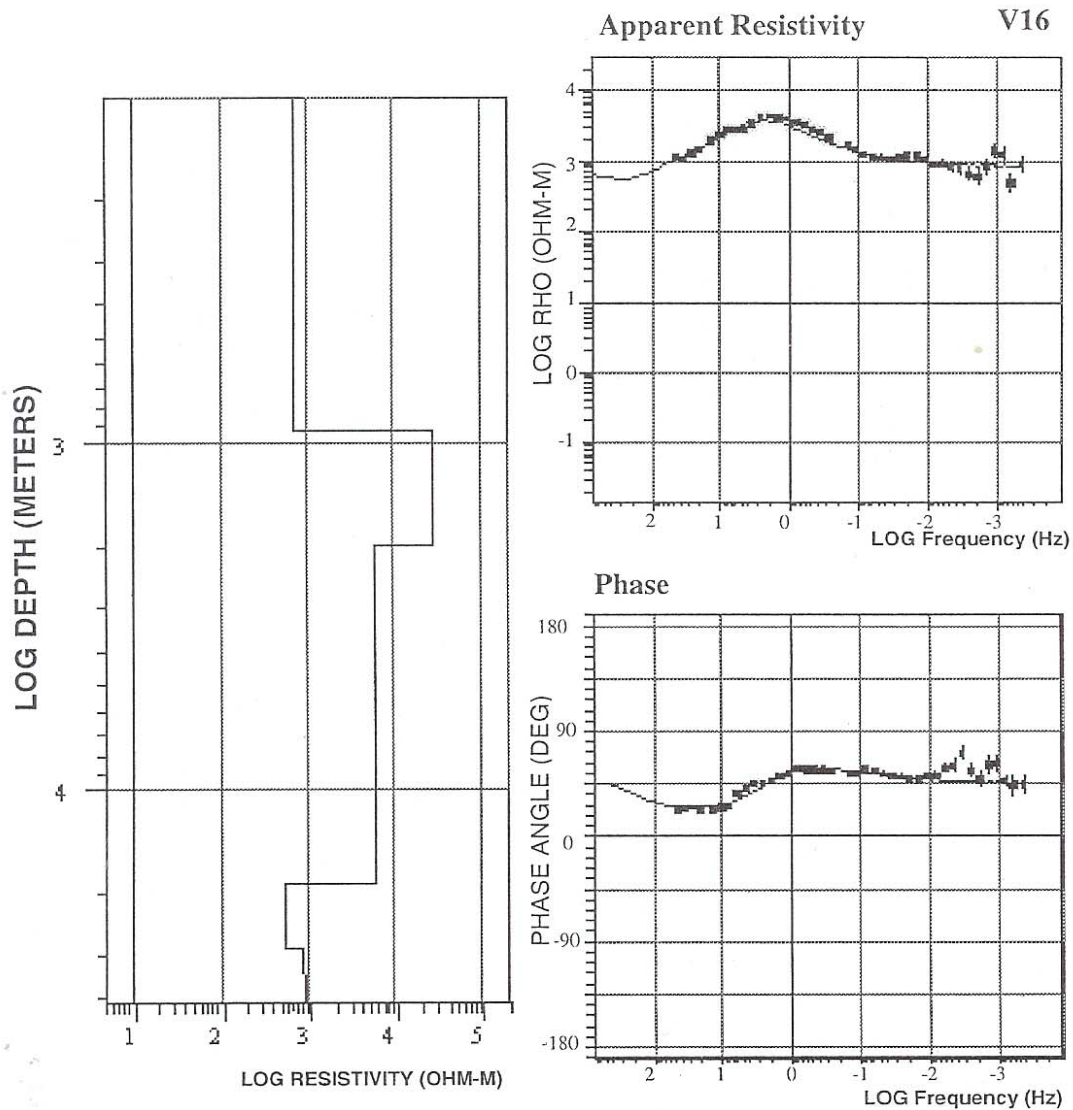 Apparent Resistivity
V16
LOG DEPTH (METERS)
3
4
1 2 3 4 5
LOG RESISTIVITY (OHM-M)
LOG RHO (OHM-M)
4
3
2
1
0
-1
2 1 0 -1 -2 -3
LOG Frequency (Hz)
Phase
PHASE ANGLE (DEG)
180
90
0
-90
-180
2 1 0 -1 -2 -3
LOG Frequency (Hz)